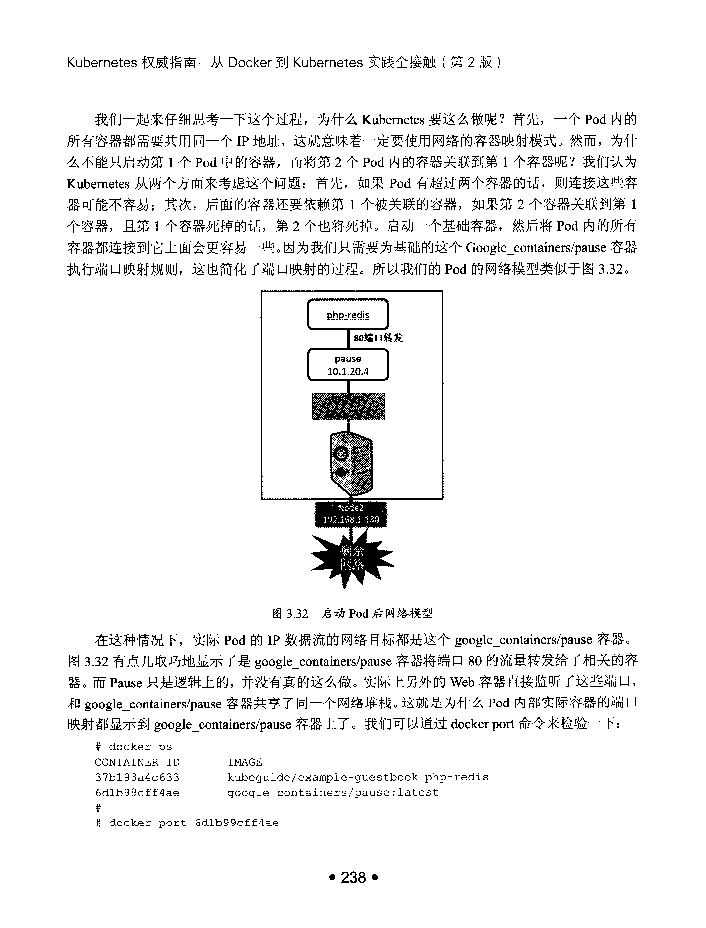 Kubernetes 权威指南：从 Docker 到 Kubernetes 实践全接触（第 2 版）
我们一起来仔细思考一下这个过程，为什么 Kubernetes 要这么做呢？首先，一个 Pod 内的
所有容器都需要共用同一个 IP 地址，这就意味着一定要使用网络的容器映射模式。然而，为什
么不能只启动第 1 个 Pod 中的容器，而将第 2 个 Pod 内的容器关联到第 1 个容器呢？我们认为
Kubernetes 从两个方面来考虑这个问题：首先，如果 Pod 有超过两个容器的话，则连接这些容
器可能不容易；其次，后面的容器还要依赖第 1 个被关联的容器，如果第 2 个容器关联到第 1
个容器，且第 1 个容器死掉的话，第 2 个也将死掉。启动一个基础容器，然后将 Pod 内的所有
容器都连接到它上面会更容易一些。因为我们只需要为基础的这个 Google_containers/pause 容器
执行端口映射规则，这也简化了端口映射的过程。所以我们的 Pod 的网络模型类似于图 3.32。
php-redis
80端口转发
pause
10.1.20.4
Node2
192.168.1.130
剩余
网络
图 3.32 启动 Pod 后网络模型
在这种情况下，实际 Pod 的 IP 数据流的网络目标都是这个 google_containers/pause 容器。
图 3.32 有点儿取巧地显示了是 google_containers/pause 容器将端口 80 的流量转发给了相关的容
器。而 Pause 只是逻辑上的，并没有真的这么做。实际上另外的 Web 容器直接监听了这些端口，
和 google_containers/pause 容器共享了同一个网络堆栈。这就是为什么 Pod 内部实际容器的端口
映射都显示到 google_containers/pause 容器上了。我们可以通过 docker port 命令来检验一下：
# docker ps
CONTAINER ID IMAGE
37b193a4c633 kubeguide/example-guestbook-php-redis
6d1b99cff4ae google_containers/pause:latest
#
# docker port 6d1b99cff4ae
• 238 •